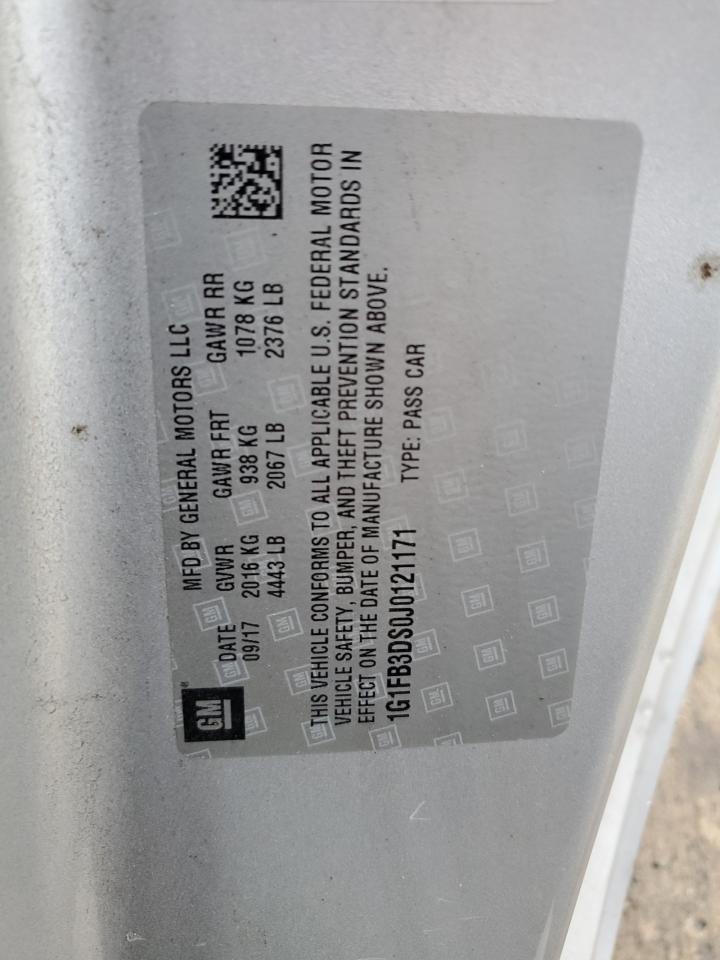 GM
MFD BY GENERAL MOTORS LLC
DATE GVWR GAWR FRT GAWR RR
09/17 2016 KG 938 KG 1078 KG
4443 LB 2067 LB 2376 LB
THIS VEHICLE CONFORMS TO ALL APPLICABLE U.S. FEDERAL MOTOR
VEHICLE SAFETY, BUMPER, AND THEFT PREVENTION STANDARDS IN
EFFECT ON THE DATE OF MANUFACTURE SHOWN ABOVE.
1G1FB3DS0J0121171 TYPE: PASS CAR